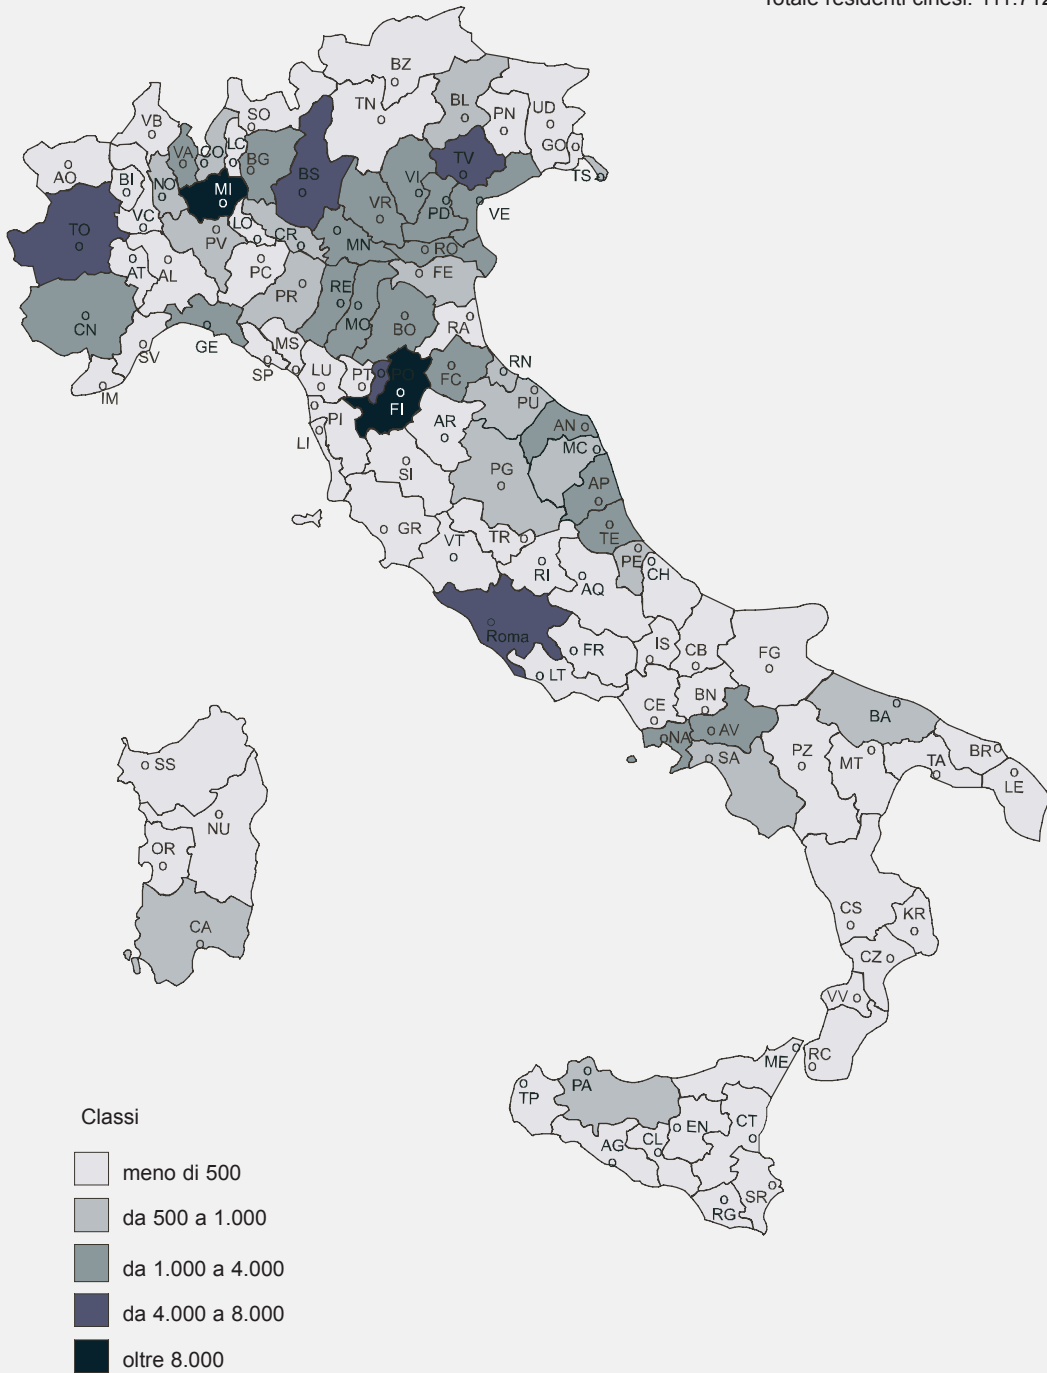 Totale residenti cinesi: 111.712
BZ
TN
BL
PN
UD
GO
TS
SO
VB
VA
CO
LC
BG
BS
TV
AO
BI
NO
MI
VI
VR
PD
VE
TO
VC
LO
PV
CR
MN
RO
AT
AL
PC
FE
PR
RE
MO
BO
CN
RA
GE
SV
MS
SP
LU
PT
PO
FC
RN
IM
FI
PU
PI
AR
AN
LI
MC
SI
PG
AP
GR
TR
VT
TE
PE
RI
CH
AQ
Roma
FR
IS
CB
LT
FG
BN
CE
BA
NA
AV
SA
PZ
MT
TA
BR
LE
SS
NU
OR
CA
CS
KR
CZ
VV
RC
ME
PA
TP
CT
EN
AG
CL
SR
RG
Classi
meno di 500
da 500 a 1.000
da 1.000 a 4.000
da 4.000 a 8.000
oltre 8.000